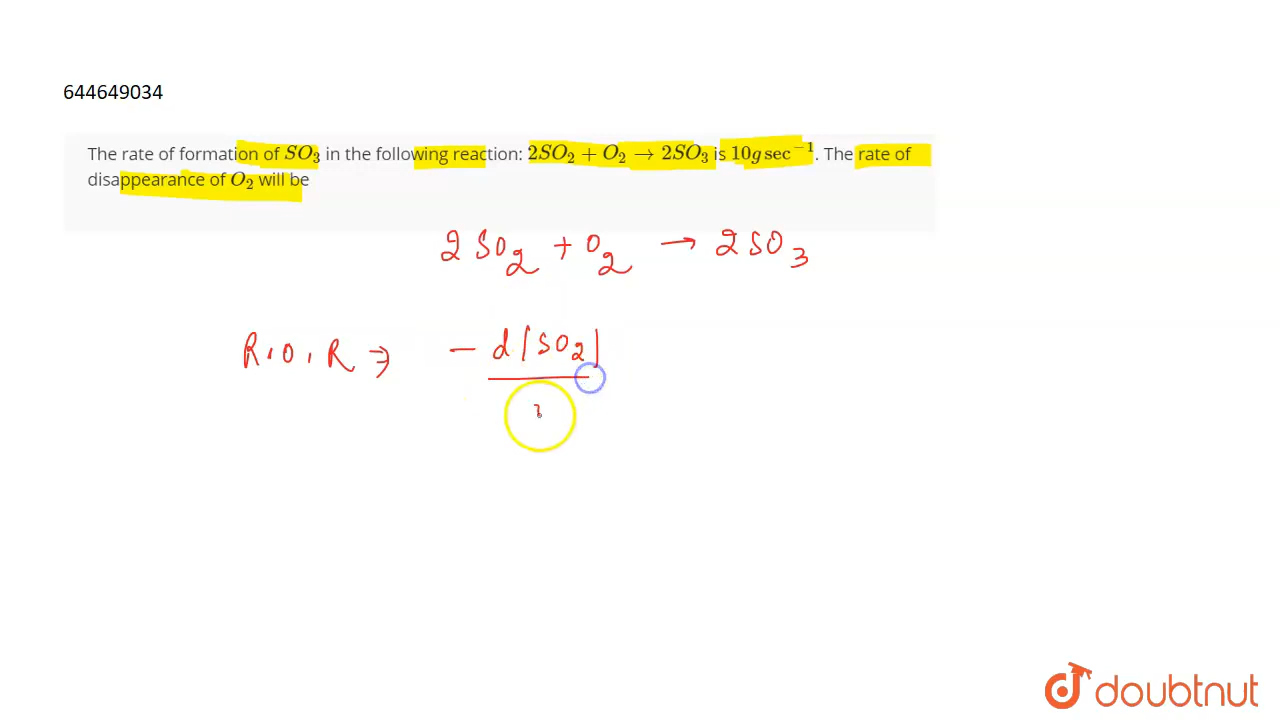 644649034
The rate of formation of SO₃ in the following reaction: 2SO₂ + O₂ → 2SO₃ is 10g sec⁻¹. The rate of
disappearance of O₂ will be
2 SO₂ + O₂ → 2 SO₃
R.O.R ⇒ - d[SO₂]
doubtnut